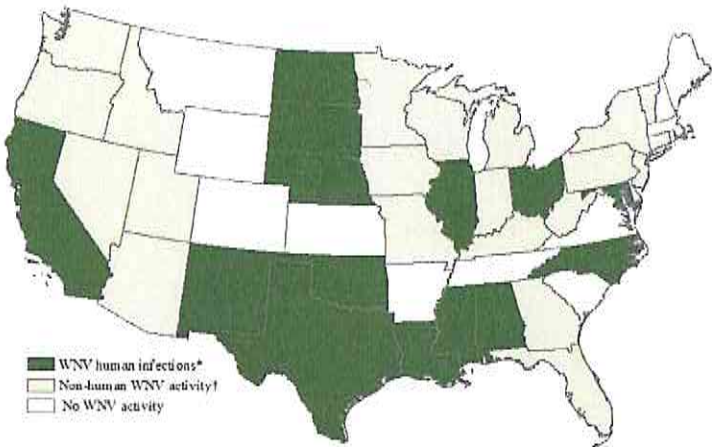 WNV human infections*
Non-human WNV activity†
No WNV activity